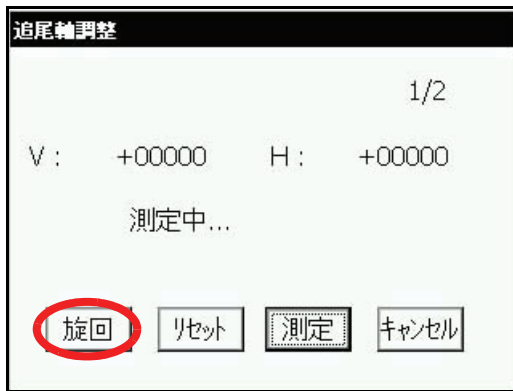 追尾軸調整
1/2
V : +00000 H : +00000
測定中...
旋回 リセット 測定 キャンセル